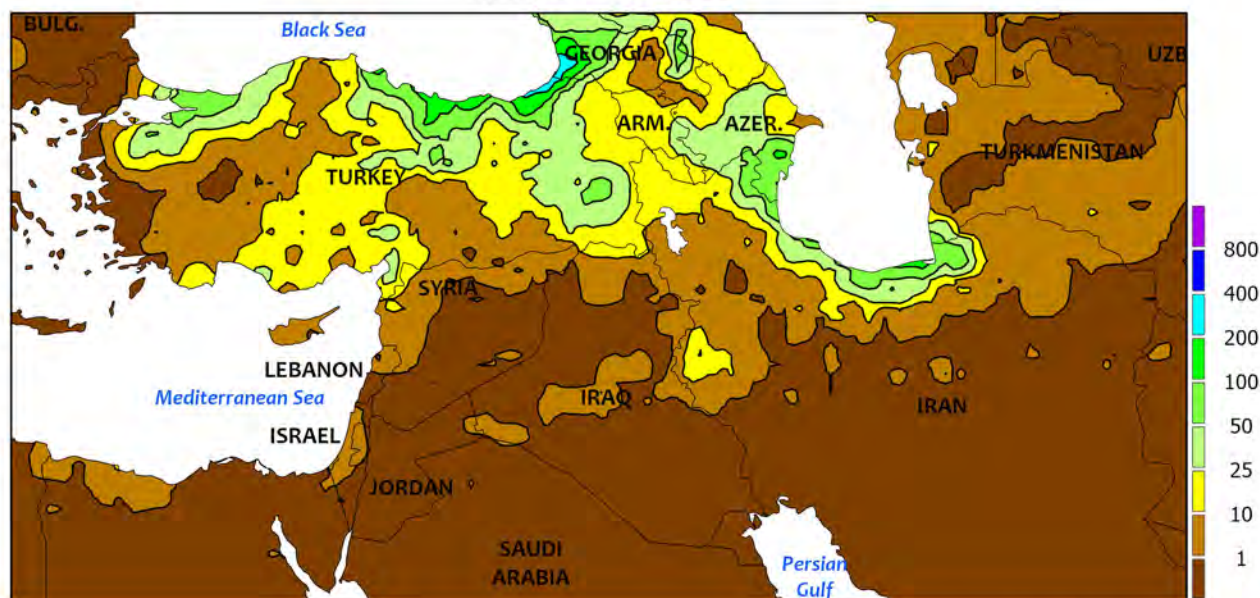 BULG.
Black Sea
GEORGIA
UZB
ARM.
AZER.
TURKMENISTAN
TURKEY
SYRIA
LEBANON
Mediterranean Sea
IRAQ
IRAN
ISRAEL
JORDAN
SAUDI
ARABIA
Persian
Gulf
800
400
200
100
50
25
10
1